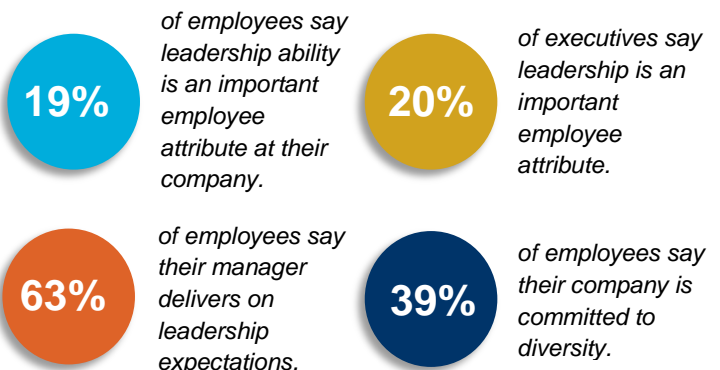 19%
of employees say
leadership ability
is an important
employee
attribute at their
company.
20%
of executives say
leadership is an
important
employee
attribute.
63%
of employees say
their manager
delivers on
leadership
expectations.
39%
of employees say
their company is
committed to
diversity.